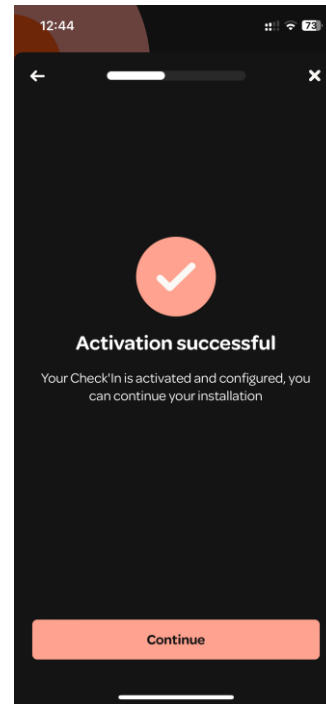 12:44
73
Activation successful
Your Check'In is activated and configured, you
can continue your installation
Continue